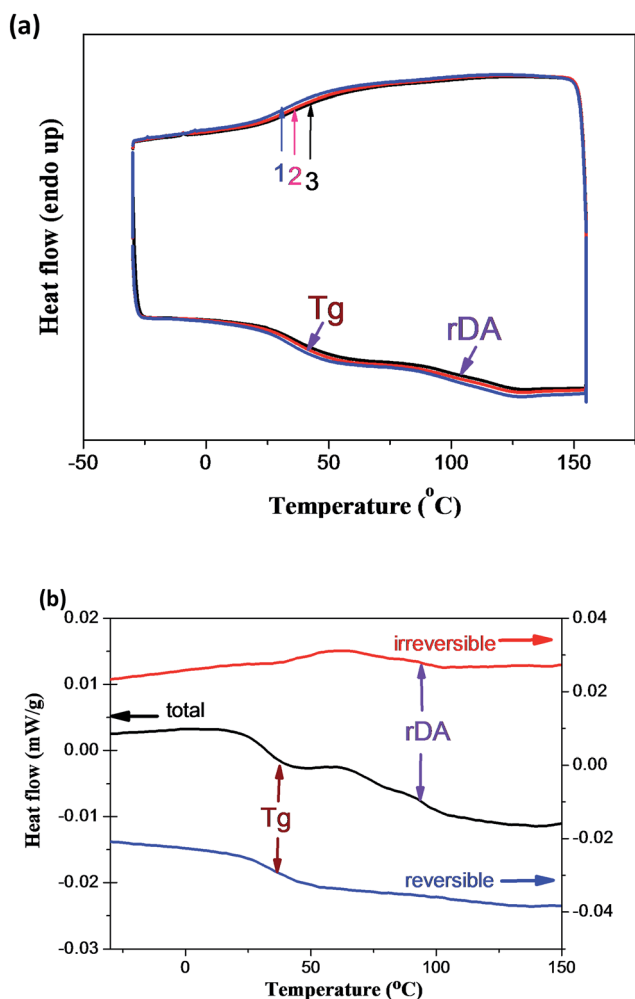 (a)
Heat flow (endo up)
1 2 3
Tg
rDA
-50 0 50 100 150
Temperature (°C)
(b)
0.02 0.04
irreversible
0.01 0.02
total
rDA
0.00 0.00
Heat flow (mW/g)
Tg
-0.01 -0.02
reversible
-0.02 -0.04
-0.03
0 50 100 150
Temperature (°C)